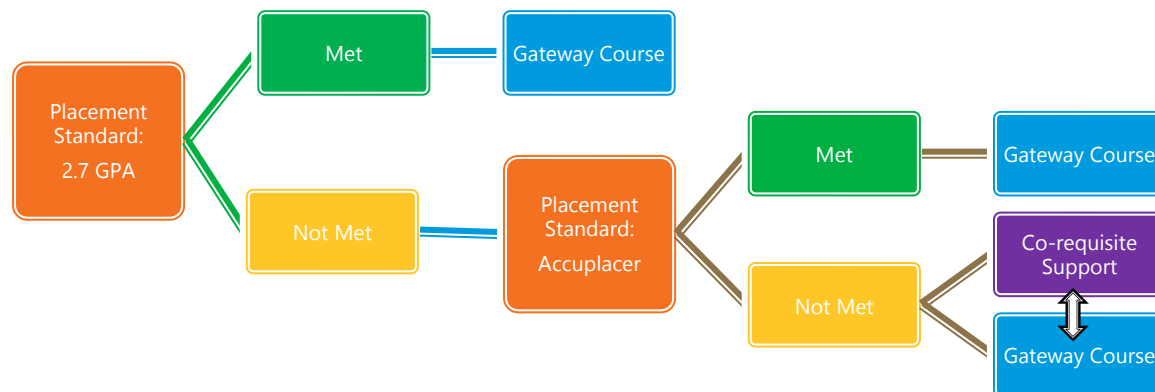 Placement
Standard:
2.7 GPA
Met
Gateway Course
Not Met
Placement
Standard:
Accuplacer
Met
Gateway Course
Not Met
Co-requisite
Support
Gateway Course